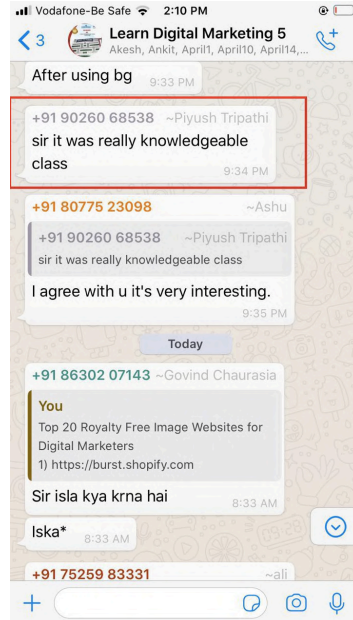 Vodafone-Be Safe 2:10 PM
3 Learn Digital Marketing 5
Akesh, Ankit, April1, April10, April14,...
After using bg 9:33 PM
+91 90260 68538 ~Piyush Tripathi
sir it was really knowledgeable
class
9:34 PM
+91 80775 23098 ~Ashu
+91 90260 68538 ~Piyush Tripathi
sir it was really knowledgeable class
I agree with u it's very interesting.
9:35 PM
Today
+91 86302 07143 ~Govind Chaurasia
You
Top 20 Royalty Free Image Websites for
Digital Marketers
1) https://burst.shopify.com
Sir isla kya krna hai 8:33 AM
Iska* 8:33 AM
+91 75259 83331 ~ali